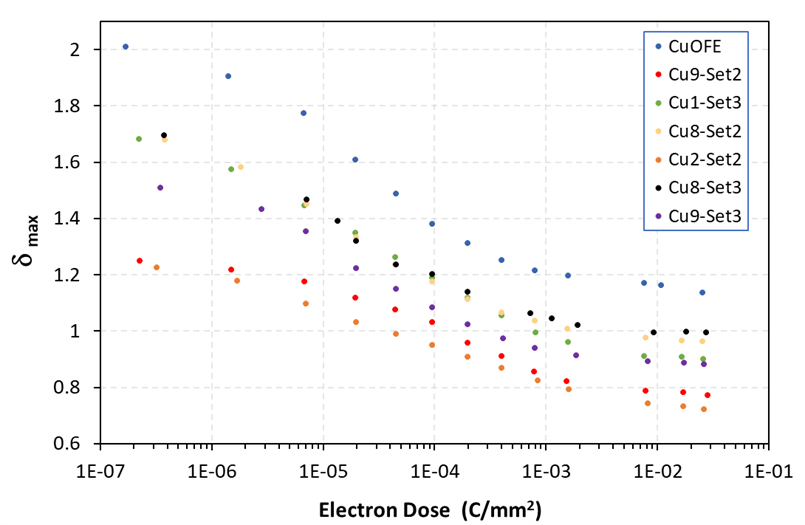 2
1.8
1.6
1.4
1.2
1
0.8
0.6
δmax
CuOFE
Cu9-Set2
Cu1-Set3
Cu8-Set2
Cu2-Set2
Cu8-Set3
Cu9-Set3
1E-07 1E-06 1E-05 1E-04 1E-03 1E-02 1E-01
Electron Dose (C/mm²)